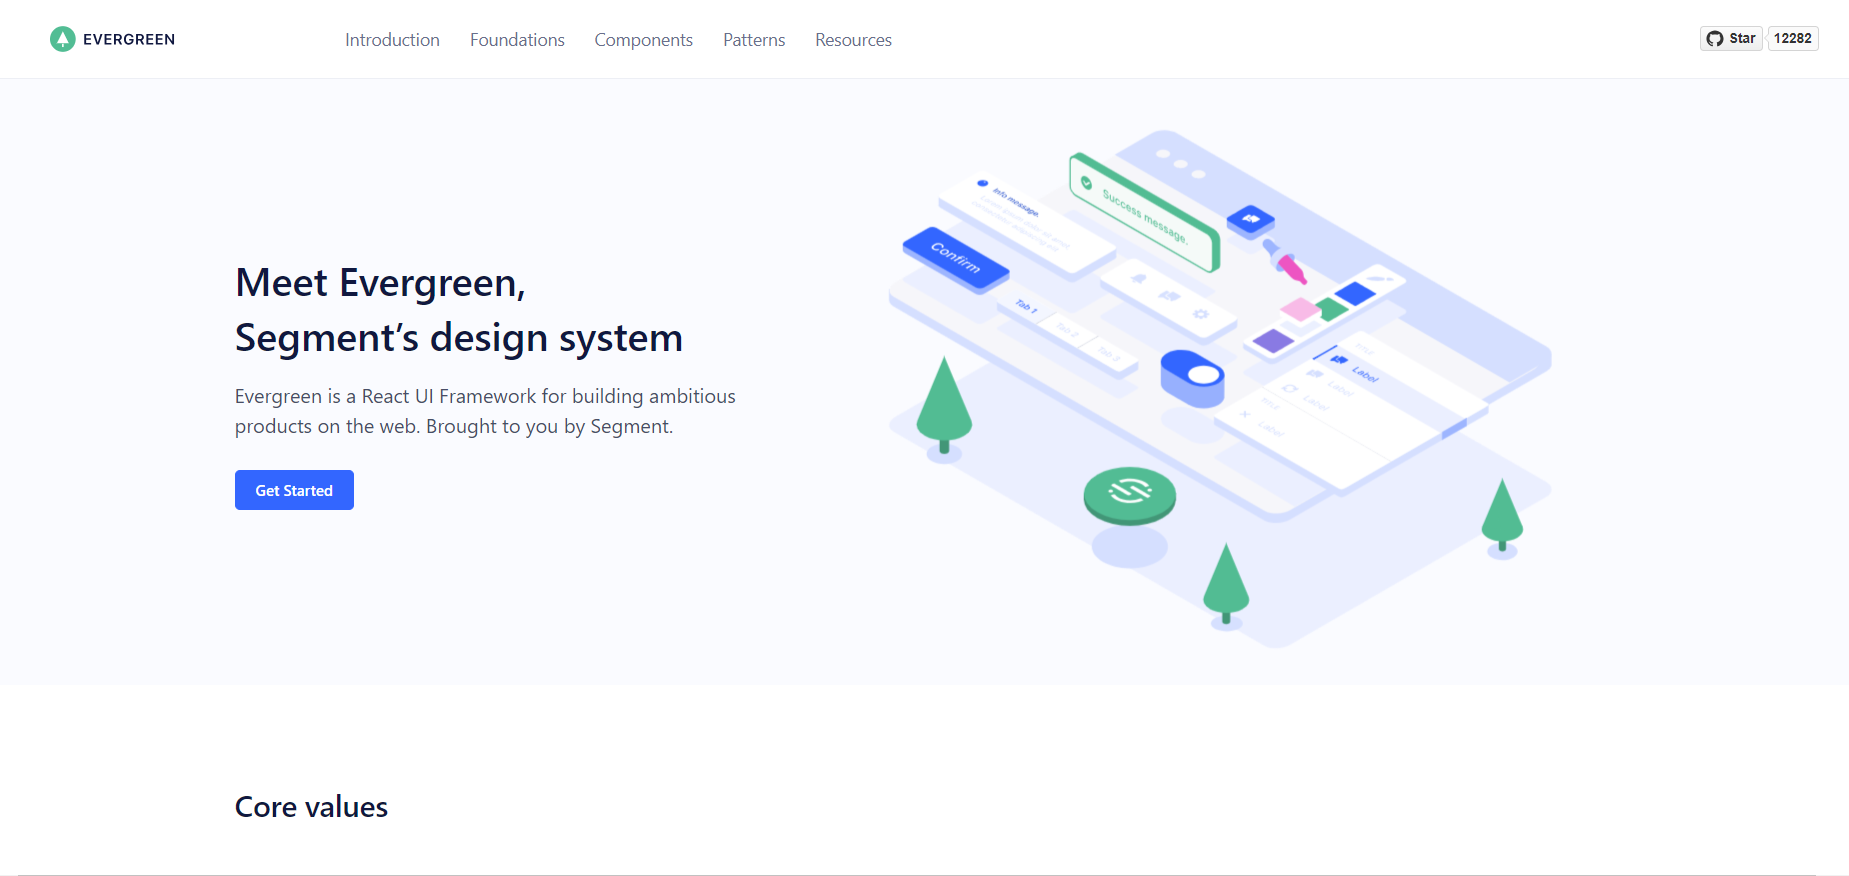 EVERGREEN
Introduction
Foundations
Components
Patterns
Resources
Star
12282
Meet Evergreen,
Segment’s design system
Evergreen is a React UI Framework for building ambitious
products on the web. Brought to you by Segment.
Get Started
Info message.
Success message.
Confirm
Tab 1
Tab 2
Tab 3
TITLE
Label
Label
Label
TITLE
Label
Core values